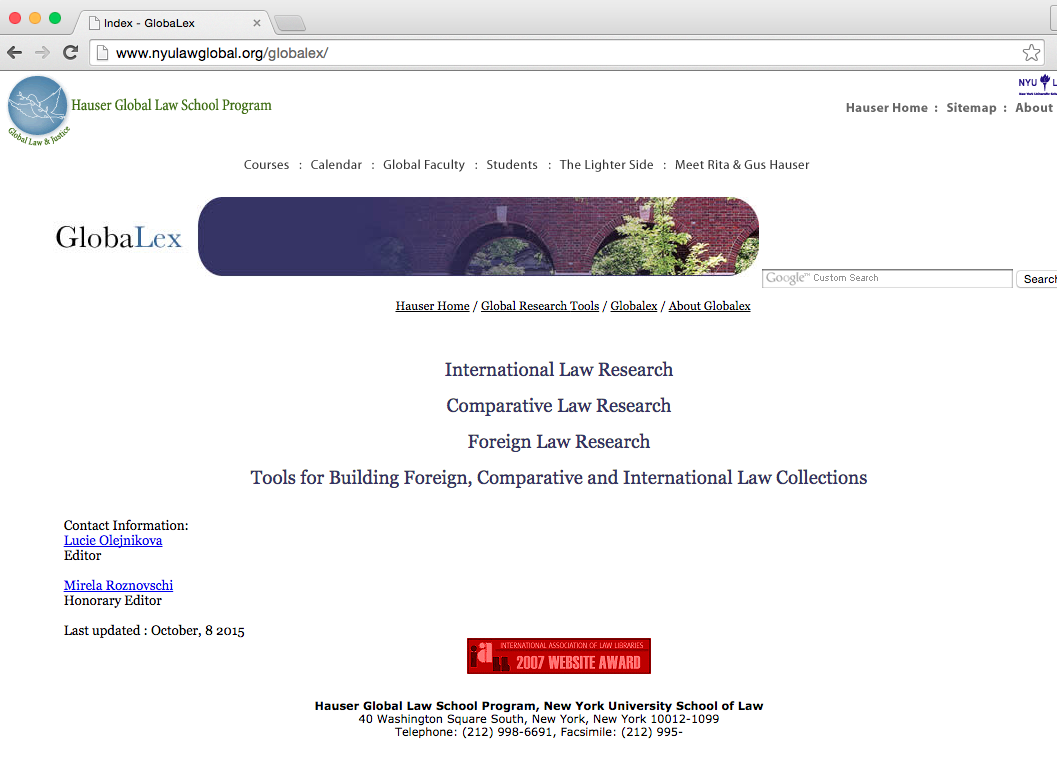 Index - GlobaLex
www.nyulawglobal.org/globalex/
NYU
Hauser Global Law School Program
Global Law & Justice
Hauser Home : Sitemap : About
Courses : Calendar : Global Faculty : Students : The Lighter Side : Meet Rita & Gus Hauser
GlobaLex
Google™ Custom Search
Search
Hauser Home / Global Research Tools / Globalex / About Globalex
International Law Research
Comparative Law Research
Foreign Law Research
Tools for Building Foreign, Comparative and International Law Collections
Contact Information:
Lucie Olejnikova
Editor
Mirela Roznovschi
Honorary Editor
Last updated : October, 8 2015
INTERNATIONAL ASSOCIATION OF LAW LIBRARIES
iall 2007 WEBSITE AWARD
Hauser Global Law School Program, New York University School of Law
40 Washington Square South, New York, New York 10012-1099
Telephone: (212) 998-6691, Facsimile: (212) 995-